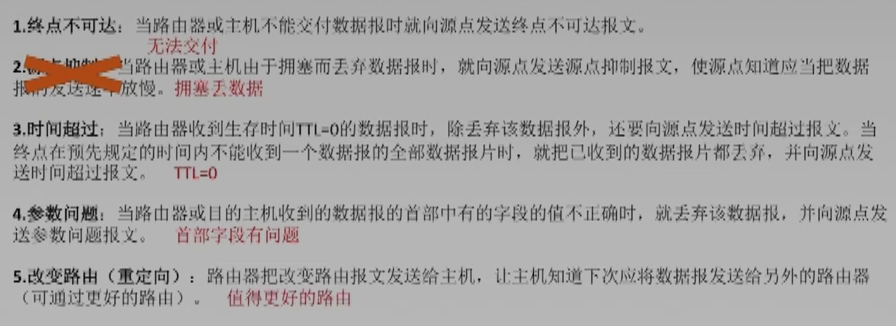 1.终点不可达：当路由器或主机不能交付数据报时就向源点发送终点不可达报文。
无法交付
2.源点抑制：当路由器或主机由于拥塞而丢弃数据报时，就向源点发送源点抑制报文，使源点知道应当把数据
报的发送速率放慢。拥塞丢数据
3.时间超过：当路由器收到生存时间TTL=0的数据报时，除丢弃该数据报外，还要向源点发送时间超过报文。当
终点在预先规定的时间内不能收到一个数据报的全部数据报片时，就把已收到的数据报片都丢弃，并向源点发
送时间超过报文。 TTL=0
4.参数问题：当路由器或目的主机收到的数据报的首部中有的字段的值不正确时，就丢弃该数据报，并向源点发
送参数问题报文。 首部字段有问题
5.改变路由（重定向）：路由器把改变路由报文发送给主机，让主机知道下次应将数据报发送给另外的路由器
（可通过更好的路由）。 值得更好的路由